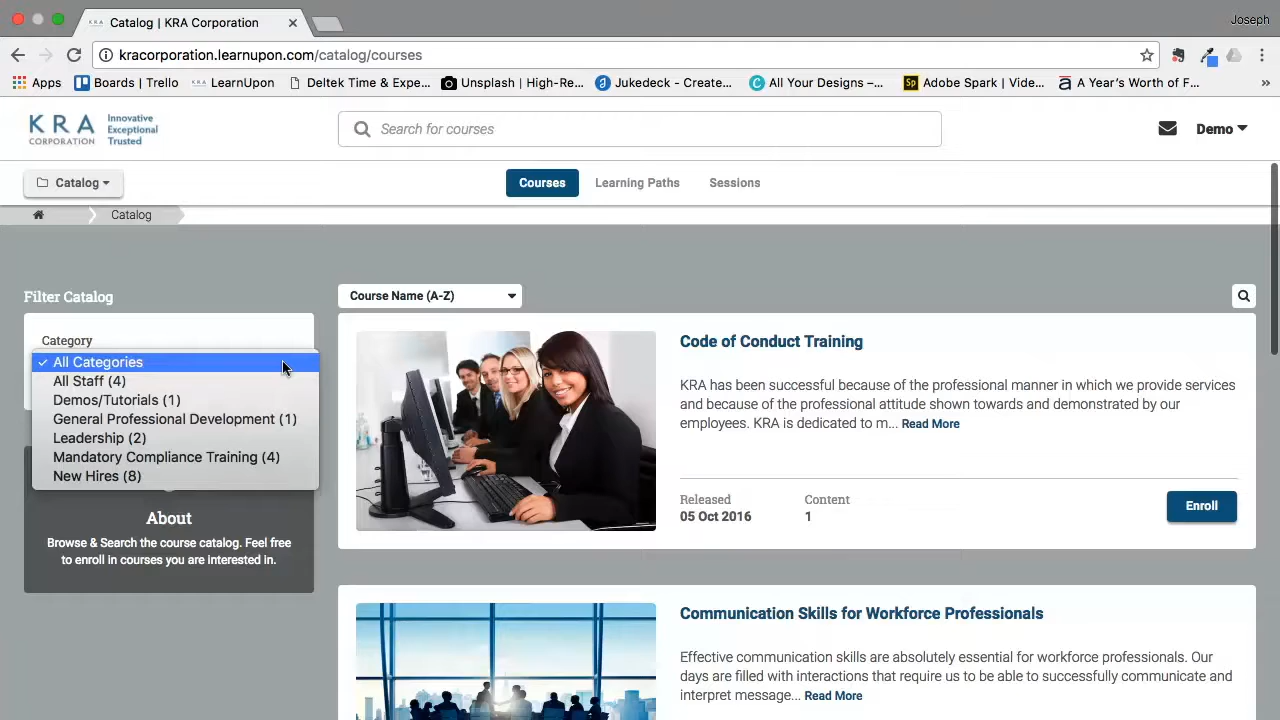 Catalog | KRA Corporation
Joseph
kracorporation.learnupon.com/catalog/courses
Apps Boards | Trello LearnUpon Deltek Time & Expe... Unsplash | High-Re... Jukedeck - Create... All Your Designs –... Adobe Spark | Vide... A Year's Worth of F... »
KRA
CORPORATION
Innovative
Exceptional
Trusted
Search for courses
Demo
Catalog
Courses Learning Paths Sessions
Catalog
Filter Catalog
Category
✓ All Categories
All Staff (4)
Demos/Tutorials (1)
General Professional Development (1)
Leadership (2)
Mandatory Compliance Training (4)
New Hires (8)
About
Browse & Search the course catalog. Feel free
to enroll in courses you are interested in.
Course Name (A-Z)
Code of Conduct Training
KRA has been successful because of the professional manner in which we provide services
and because of the professional attitude shown towards and demonstrated by our
employees. KRA is dedicated to m... Read More
Released Content
05 Oct 2016 1
Enroll
Communication Skills for Workforce Professionals
Effective communication skills are absolutely essential for workforce professionals. Our
days are filled with interactions that require us to be able to successfully communicate and
interpret message... Read More